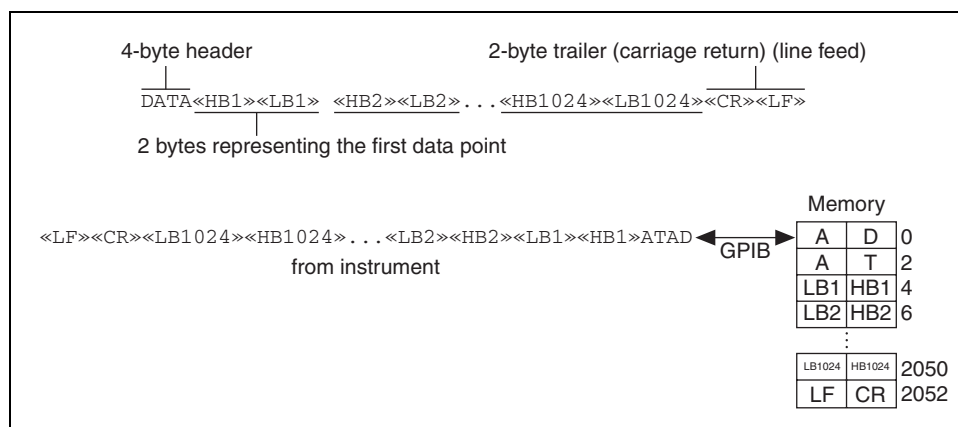 4-byte header
2-byte trailer (carriage return) (line feed)
DATA«HB1»«LB1» «HB2»«LB2»...«HB1024»«LB1024»«CR»«LF»
2 bytes representing the first data point
Memory
«LF»«CR»«LB1024»«HB1024»...«LB2»«HB2»«LB1»«HB1»ATAD
GPIB
from instrument
A D 0
A T 2
LB1 HB1 4
LB2 HB2 6
LB1024 HB1024 2050
LF CR 2052